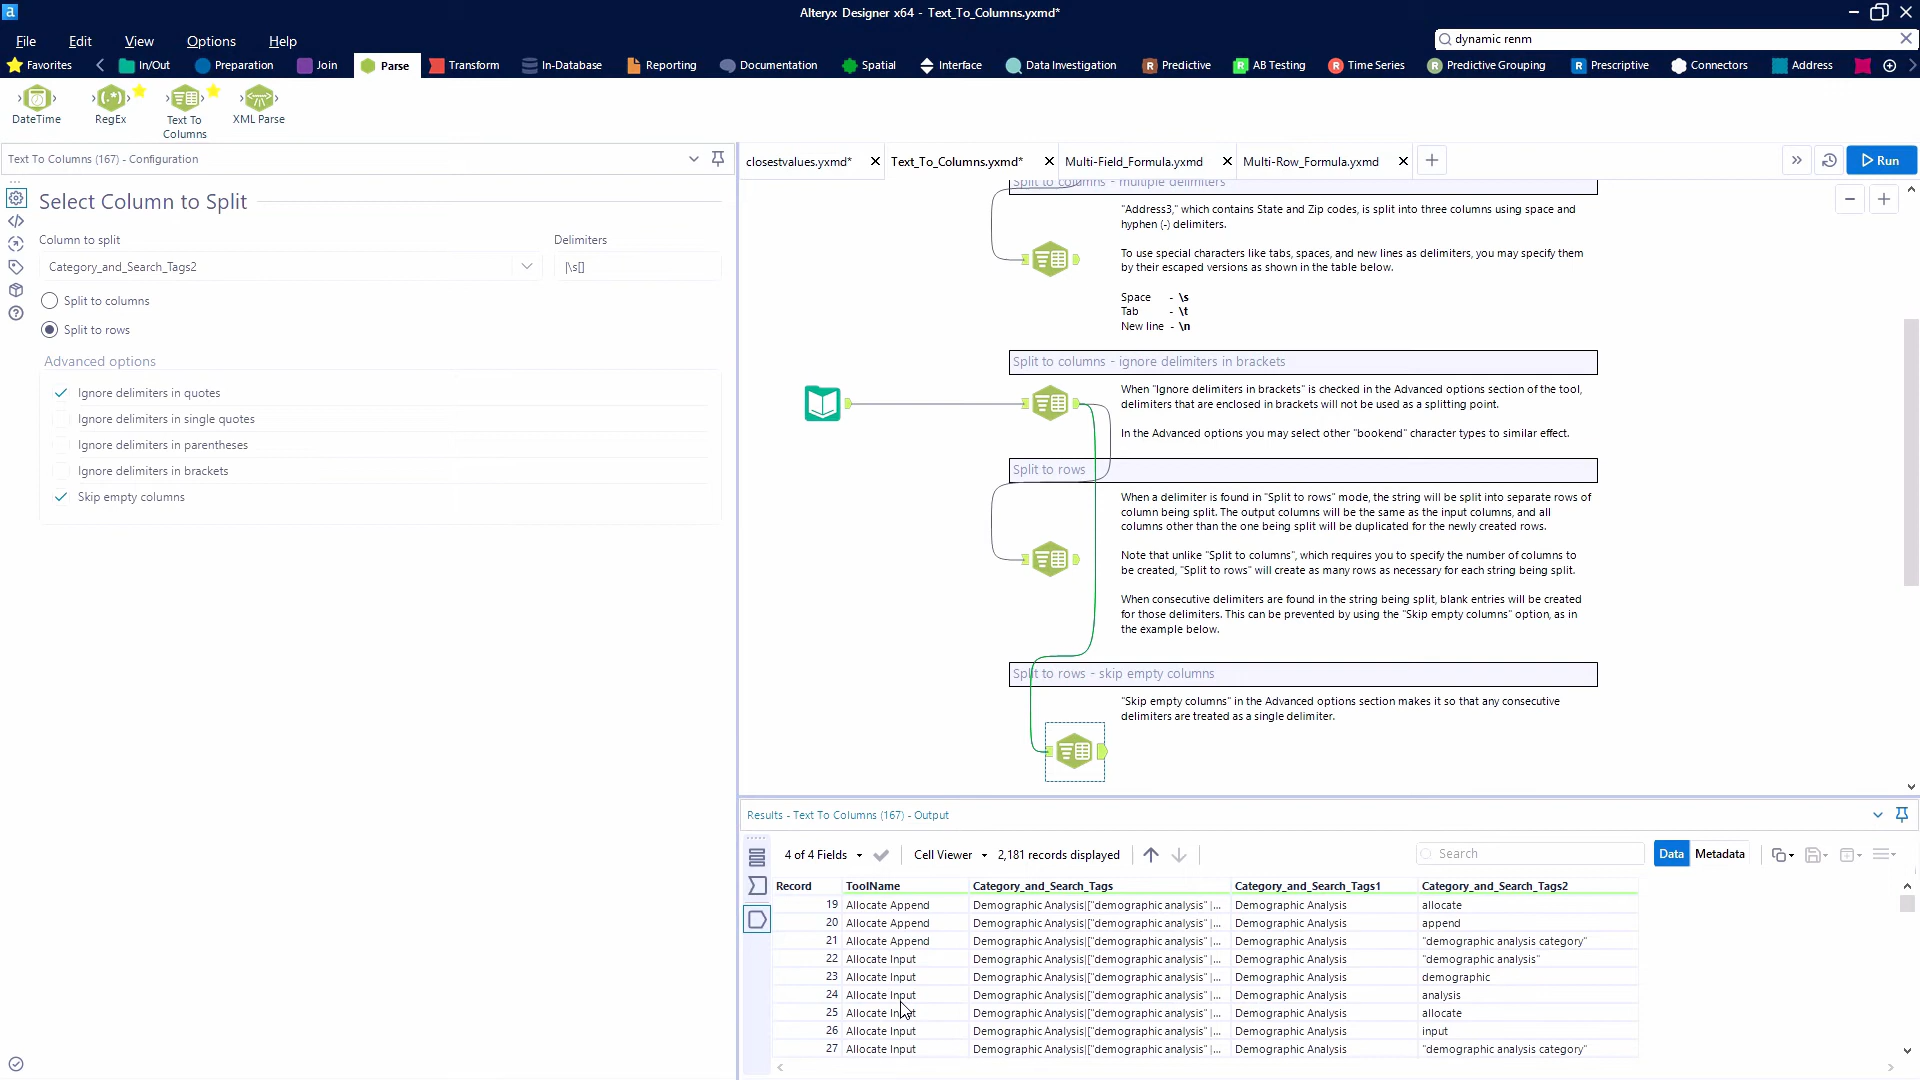 Alteryx Designer x64 - Text_To_Columns.yxmd*
File Edit View Options Help
dynamic renm
Favorites In/Out Preparation Join Parse Transform In-Database Reporting Documentation Spatial Interface Data Investigation Predictive AB Testing Time Series Predictive Grouping Prescriptive Connectors Address
DateTime RegEx Text To Columns XML Parse
Text To Columns (167) - Configuration
closestvalues.yxmd* Text_To_Columns.yxmd* Multi-Field_Formula.yxmd Multi-Row_Formula.yxmd Run
Select Column to Split
Column to split Delimiters
Category_and_Search_Tags2 |\s[]
Split to columns
Split to rows
Advanced options
Ignore delimiters in quotes
Ignore delimiters in single quotes
Ignore delimiters in parentheses
Ignore delimiters in brackets
Skip empty columns
Split to columns - multiple delimiters
"Address3," which contains State and Zip codes, is split into three columns using space and
hyphen (-) delimiters.
To use special characters like tabs, spaces, and new lines as delimiters, you may specify them
by their escaped versions as shown in the table below.
Space - \s
Tab - \t
New line - \n
Split to columns - ignore delimiters in brackets
When "Ignore delimiters in brackets" is checked in the Advanced options section of the tool,
delimiters that are enclosed in brackets will not be used as a splitting point.
In the Advanced options you may select other "bookend" character types to similar effect.
Split to rows
When a delimiter is found in "Split to rows" mode, the string will be split into separate rows of
column being split. The output columns will be the same as the input columns, and all
columns other than the one being split will be duplicated for the newly created rows.
Note that unlike "Split to columns", which requires you to specify the number of columns to
be created, "Split to rows" will create as many rows as necessary for each string being split.
When consecutive delimiters are found in the string being split, blank entries will be created
for those delimiters. This can be prevented by using the "Skip empty columns" option, as in
the example below.
Split to rows - skip empty columns
"Skip empty columns" in the Advanced options section makes it so that any consecutive
delimiters are treated as a single delimiter.
Results - Text To Columns (167) - Output
4 of 4 Fields Cell Viewer 2,181 records displayed Search Data Metadata
Record ToolName Category_and_Search_Tags Category_and_Search_Tags1 Category_and_Search_Tags2
19 Allocate Append Demographic Analysis|["demographic analysis" |... Demographic Analysis allocate
20 Allocate Append Demographic Analysis|["demographic analysis" |... Demographic Analysis append
21 Allocate Append Demographic Analysis|["demographic analysis" |... Demographic Analysis "demographic analysis category"
22 Allocate Input Demographic Analysis|["demographic analysis" |... Demographic Analysis "demographic analysis"
23 Allocate Input Demographic Analysis|["demographic analysis" |... Demographic Analysis demographic
24 Allocate Input Demographic Analysis|["demographic analysis" |... Demographic Analysis analysis
25 Allocate Input Demographic Analysis|["demographic analysis" |... Demographic Analysis allocate
26 Allocate Input Demographic Analysis|["demographic analysis" |... Demographic Analysis input
27 Allocate Input Demographic Analysis|["demographic analysis" |... Demographic Analysis "demographic analysis category"